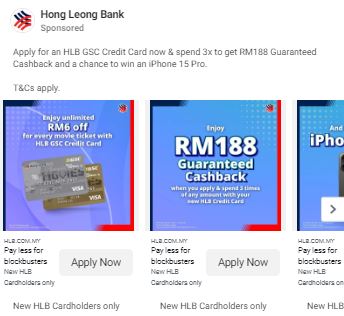 Hong Leong Bank
Sponsored
Apply for an HLB GSC Credit Card now & spend 3x to get RM188 Guaranteed
Cashback and a chance to win an iPhone 15 Pro.
T&Cs apply.
Enjoy unlimited
RM6 off
for every movie ticket with
HLB GSC Credit Card
VISA
VISA
HLB.COM.MY
Pay less for
blockbusters
New HLB
Cardholders only
Apply Now
New HLB Cardholders only
Enjoy
RM188
Guaranteed
Cashback
when you apply & spend 3 times
of any amount with your
new HLB Credit Card
HLB.COM.MY
Pay less for
blockbusters
New HLB
Cardholders only
Apply Now
New HLB Cardholders only
And
iPho
HLB.COM.MY
Pay less for
blockbusters
New HLB
Cardholders on
New HLB